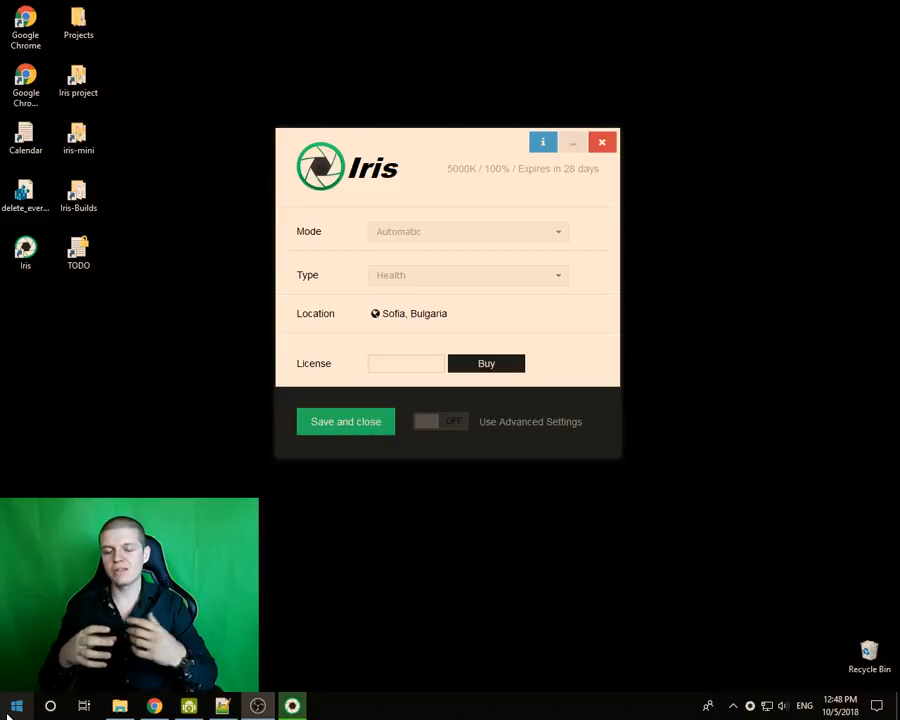 Google
Chrome
Projects
Google
Chro...
Iris project
Calendar
iris-mini
delete_ever...
Iris-Builds
Iris
TODO
i
Iris
5000K / 100% / Expires in 28 days
Mode
Automatic
Type
Health
Location
Sofia, Bulgaria
License
Buy
Save and close
OFF
Use Advanced Settings
Recycle Bin
ENG
12:48 PM
10/5/2018